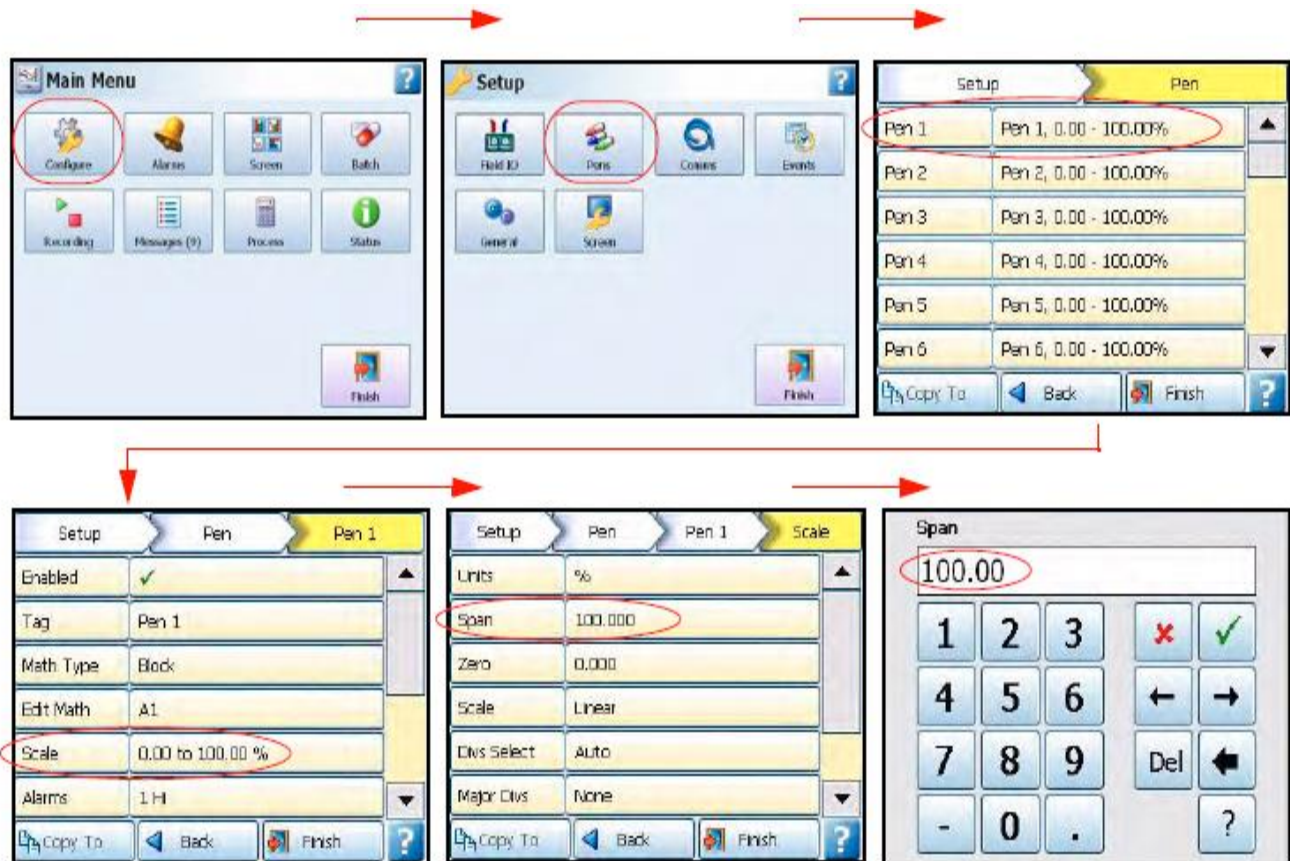 Main Menu
?
Configure
Alarms
Screen
Batch
Recording
Messages (9)
Process
Status
Finish
Setup
?
Field IO
Pens
Comms
Events
General
Screen
Finish
Setup Pen
Pen 1 Pen 1, 0.00 - 100.00%
Pen 2 Pen 2, 0.00 - 100.00%
Pen 3 Pen 3, 0.00 - 100.00%
Pen 4 Pen 4, 0.00 - 100.00%
Pen 5 Pen 5, 0.00 - 100.00%
Pen 6 Pen 6, 0.00 - 100.00%
Copy To Back Finish ?
Setup Pen Pen 1
Enabled ✓
Tag Pen 1
Math Type Block
Edit Math A1
Scale 0.00 to 100.00 %
Alarms 1 Hi
Copy To Back Finish ?
Setup Pen Pen 1 Scale
Units %
Span 100.000
Zero 0.000
Scale Linear
Divs Select Auto
Major Divs None
Copy To Back Finish ?
Span
100.00
1 2 3
4 5 6
7 8 9 Del
- 0 . ?